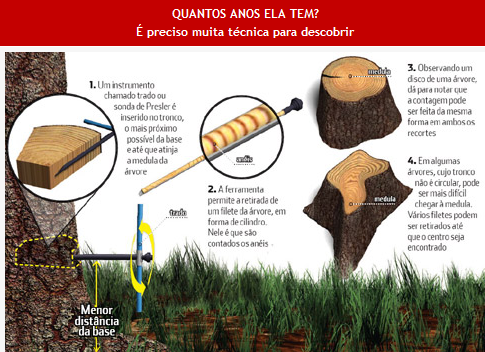 QUANTOS ANOS ELA TEM?
É preciso muita técnica para descobrir
1. Um instrumento
chamado trado ou
sonda de Presler é
inserido no tronco,
o mais próximo
possível da base
e até que atinja
a medula da
árvore
anéis
2. A ferramenta
permite a retirada de
um filete da árvore, em
forma de cilindro.
Nele é que são
contados os anéis
trado
Menor
distância
da base
medula
3. Observando um
disco de uma árvore,
dá para notar que
a contagem pode
ser feita da mesma
forma em ambos os
recortes
medula
4. Em algumas
árvores, cujo tronco
não é circular, pode
ser mais difícil
chegar à medula.
Vários filetes podem
ser retirados até
que o centro seja
encontrado